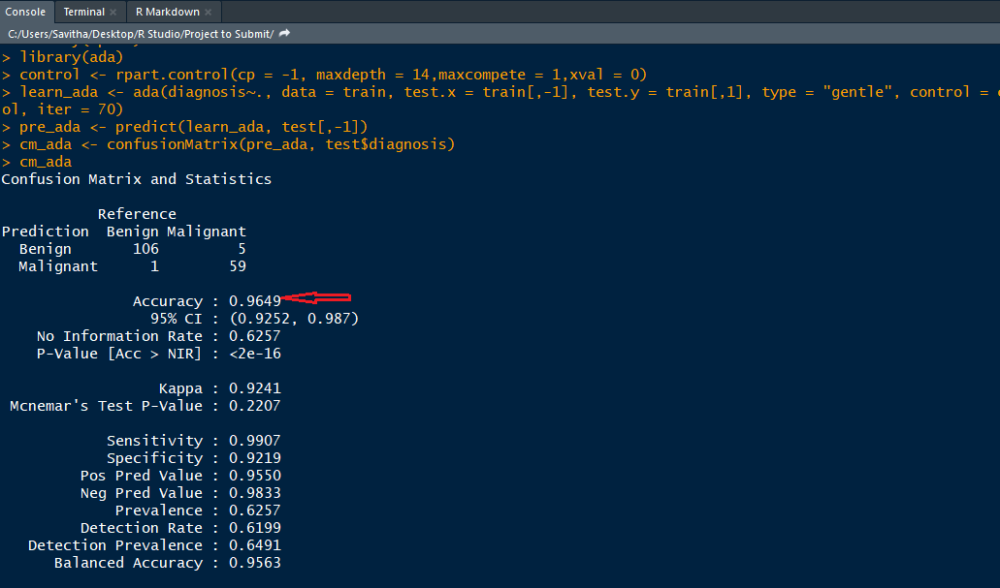 Console Terminal × R Markdown ×
C:/Users/Savitha/Desktop/R Studio/Project to Submit/
> library(ada)
> control <- rpart.control(cp = -1, maxdepth = 14,maxcompete = 1,xval = 0)
> learn_ada <- ada(diagnosis~., data = train, test.x = train[,-1], test.y = train[,1], type = "gentle", control =
ol, iter = 70)
> pre_ada <- predict(learn_ada, test[,-1])
> cm_ada <- confusionMatrix(pre_ada, test$diagnosis)
> cm_ada
Confusion Matrix and Statistics
Reference
Prediction Benign Malignant
Benign 106 5
Malignant 1 59
Accuracy : 0.9649
95% CI : (0.9252, 0.987)
No Information Rate : 0.6257
P-Value [Acc > NIR] : <2e-16
Kappa : 0.9241
Mcnemar's Test P-Value : 0.2207
Sensitivity : 0.9907
Specificity : 0.9219
Pos Pred Value : 0.9550
Neg Pred Value : 0.9833
Prevalence : 0.6257
Detection Rate : 0.6199
Detection Prevalence : 0.6491
Balanced Accuracy : 0.9563